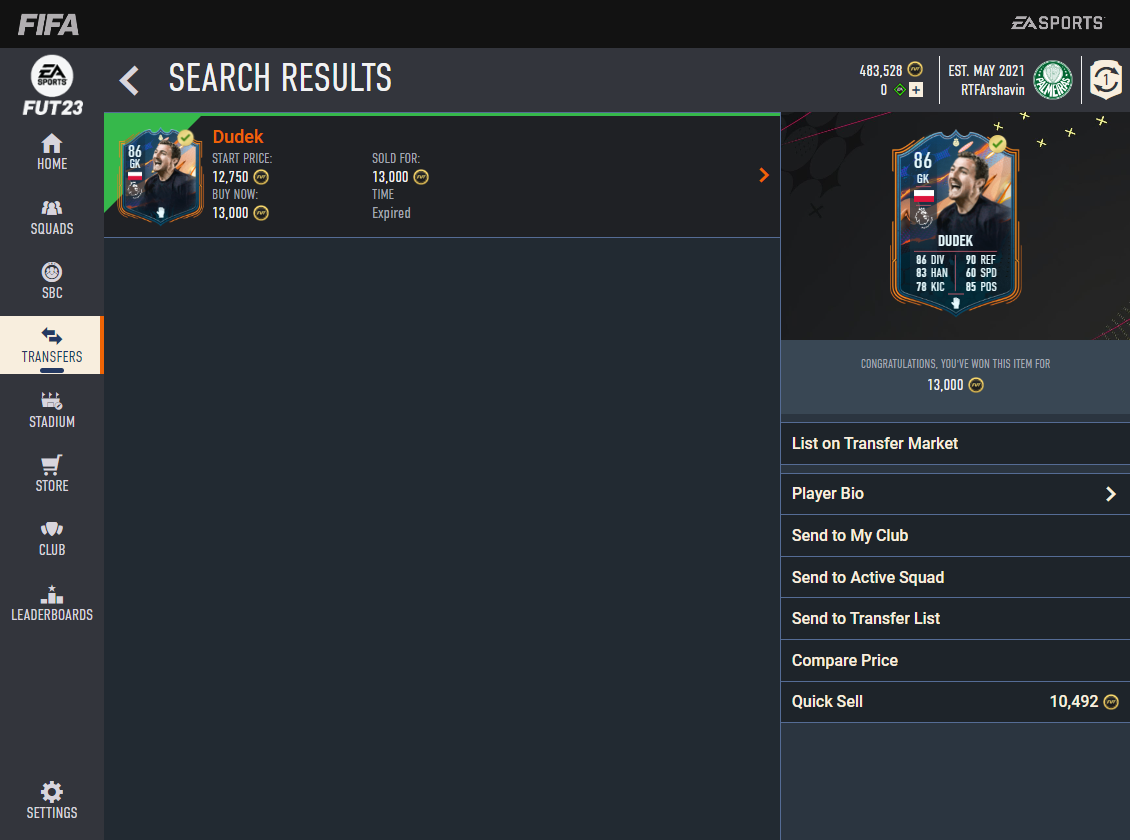 FIFA
EA SPORTS
EA SPORTS
FUT23
HOME
SQUADS
SBC
TRANSFERS
STADIUM
STORE
CLUB
LEADERBOARDS
SETTINGS
SEARCH RESULTS
483,528
0
EST. MAY 2021
RTFArshavin
PALMEIRAS
1
86
GK
Dudek
START PRICE:
12,750
BUY NOW:
13,000
SOLD FOR:
13,000
TIME
Expired
86
GK
DUDEK
86 DIV 90 REF
83 HAN 60 SPD
78 KIC 85 POS
CONGRATULATIONS, YOU'VE WON THIS ITEM FOR
13,000
List on Transfer Market
Player Bio
Send to My Club
Send to Active Squad
Send to Transfer List
Compare Price
Quick Sell 10,492